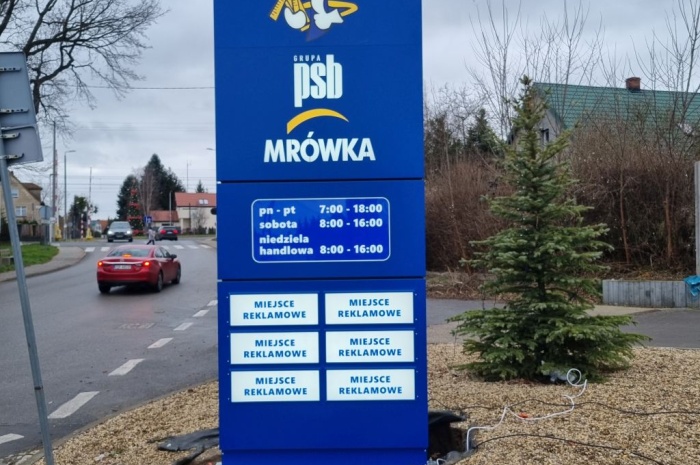 GRUPA
psb
MRÓWKA
pn - pt 7:00 - 18:00
sobota 8:00 - 16:00
niedziela
handlowa 8:00 - 16:00
MIEJSCE
REKLAMOWE
MIEJSCE
REKLAMOWE
MIEJSCE
REKLAMOWE
MIEJSCE
REKLAMOWE
MIEJSCE
REKLAMOWE
MIEJSCE
REKLAMOWE